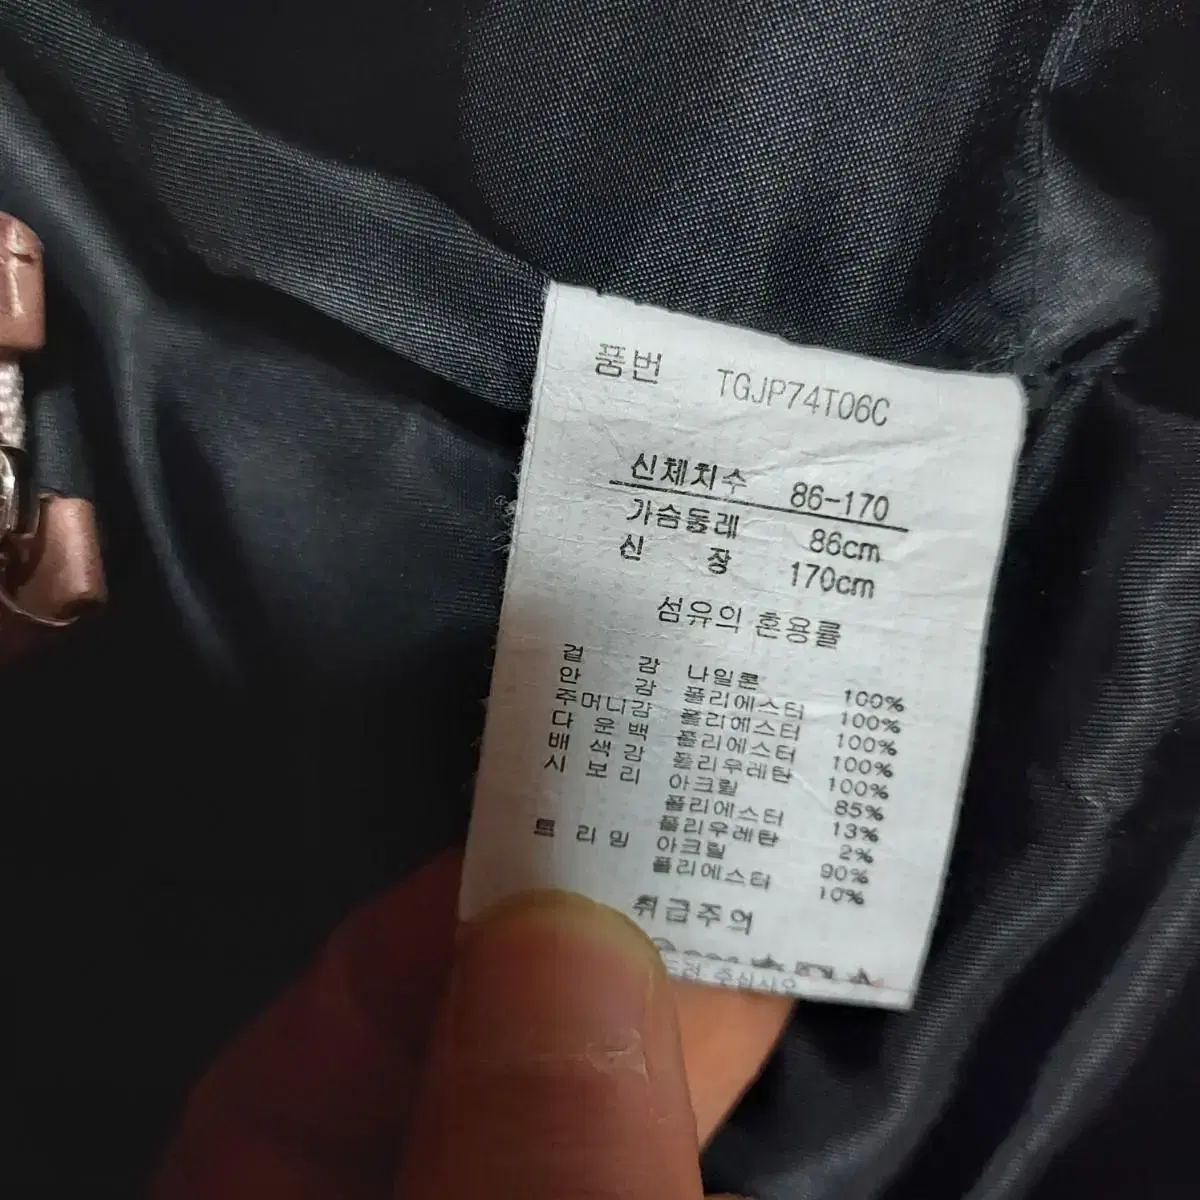 품번 TGJP74T06C
신체치수 86-170
가슴둘레 86cm
신 장 170cm
섬유의 혼용률
겉 감 나일론 100%
안 감 폴리에스터 100%
주머니감 폴리에스터 100%
다 운 백 폴리에스터 100%
배 색 감 폴리우레탄 100%
시 보 리 아크릴 85%
폴리에스터 13%
폴리우레탄 2%
트 리 밍 아크릴 90%
폴리에스터 10%
취급주의
주십시오